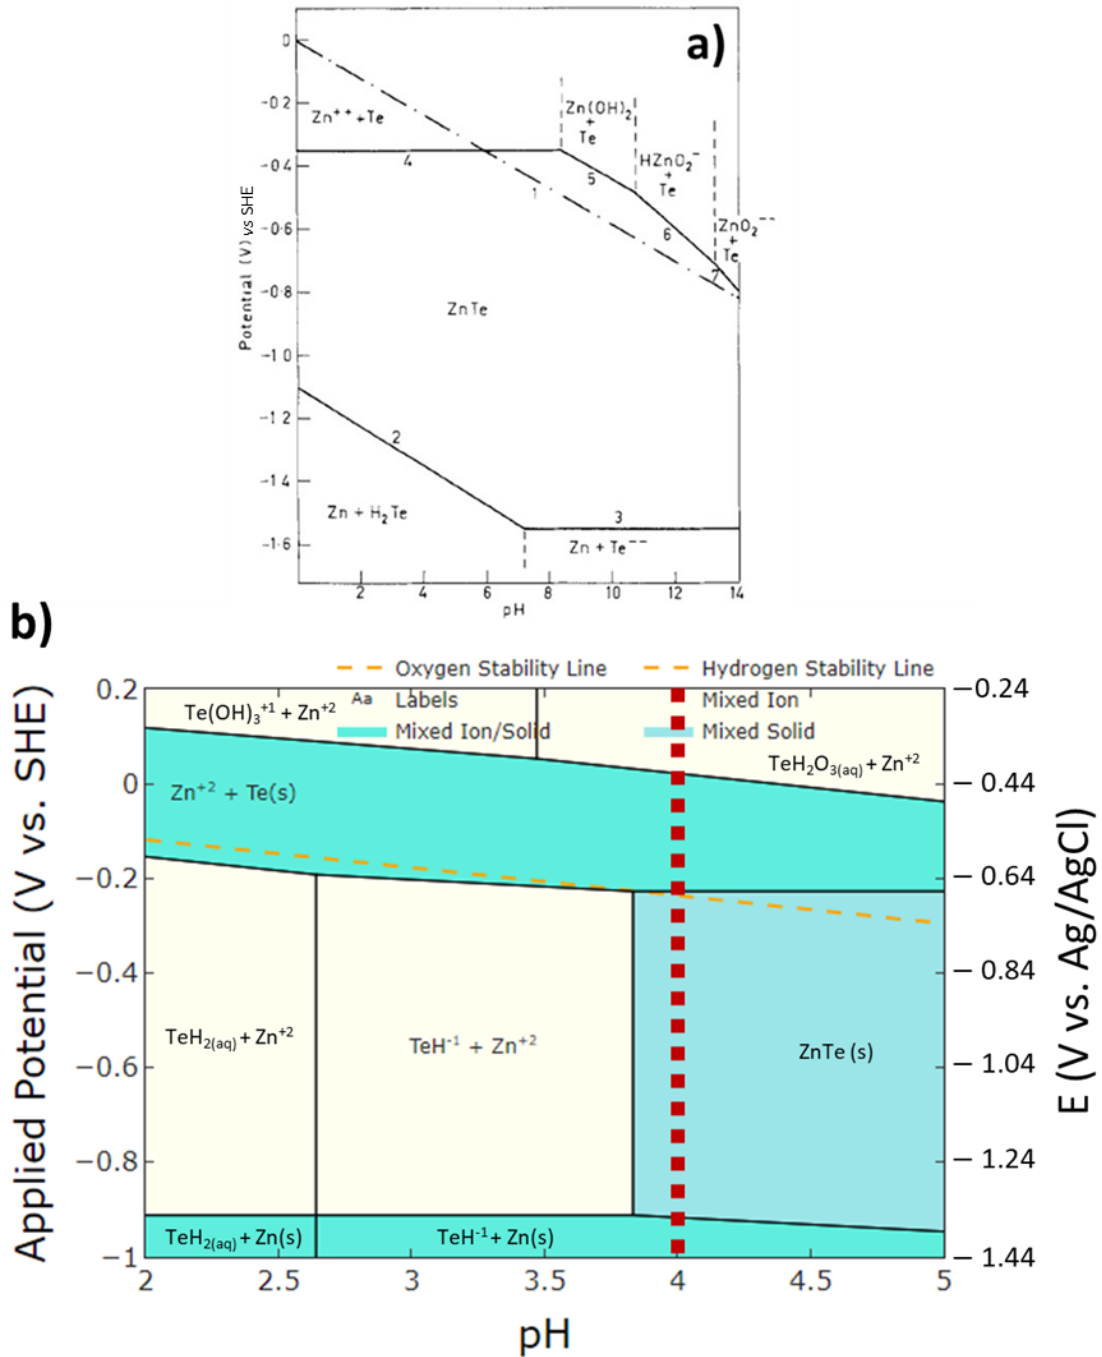 a)
0
-0.2
-0.4
-0.6
-0.8
-1 0
-1.2
-1.4
-1.6
Potential (V) vs SHE
Zn⁺⁺ + Te
Zn(OH)₂
+
Te
HZnO₂⁻
+
Te
ZnO₂⁻⁻
+
Te
4
5
1
6
7
ZnTe
2
3
Zn + H₂Te
Zn + Te⁻⁻
2 4 6 8 10 12 14
pH
b)
Oxygen Stability Line
Hydrogen Stability Line
Aa Labels
Mixed Ion
Mixed Ion/Solid
Mixed Solid
Applied Potential (V vs. SHE)
0.2
0
−0.2
−0.4
−0.6
−0.8
−1
Te(OH)₃⁺¹ + Zn⁺²
TeH₂O₃(aq) + Zn⁺²
Zn⁺² + Te(s)
TeH₂(aq) + Zn⁺²
TeH⁻¹ + Zn⁺²
ZnTe (s)
TeH₂(aq) + Zn(s)
TeH⁻¹ + Zn(s)
−0.24
−0.44
−0.64
−0.84
−1.04
−1.24
−1.44
E (V vs. Ag/AgCl)
2 2.5 3 3.5 4 4.5 5
pH